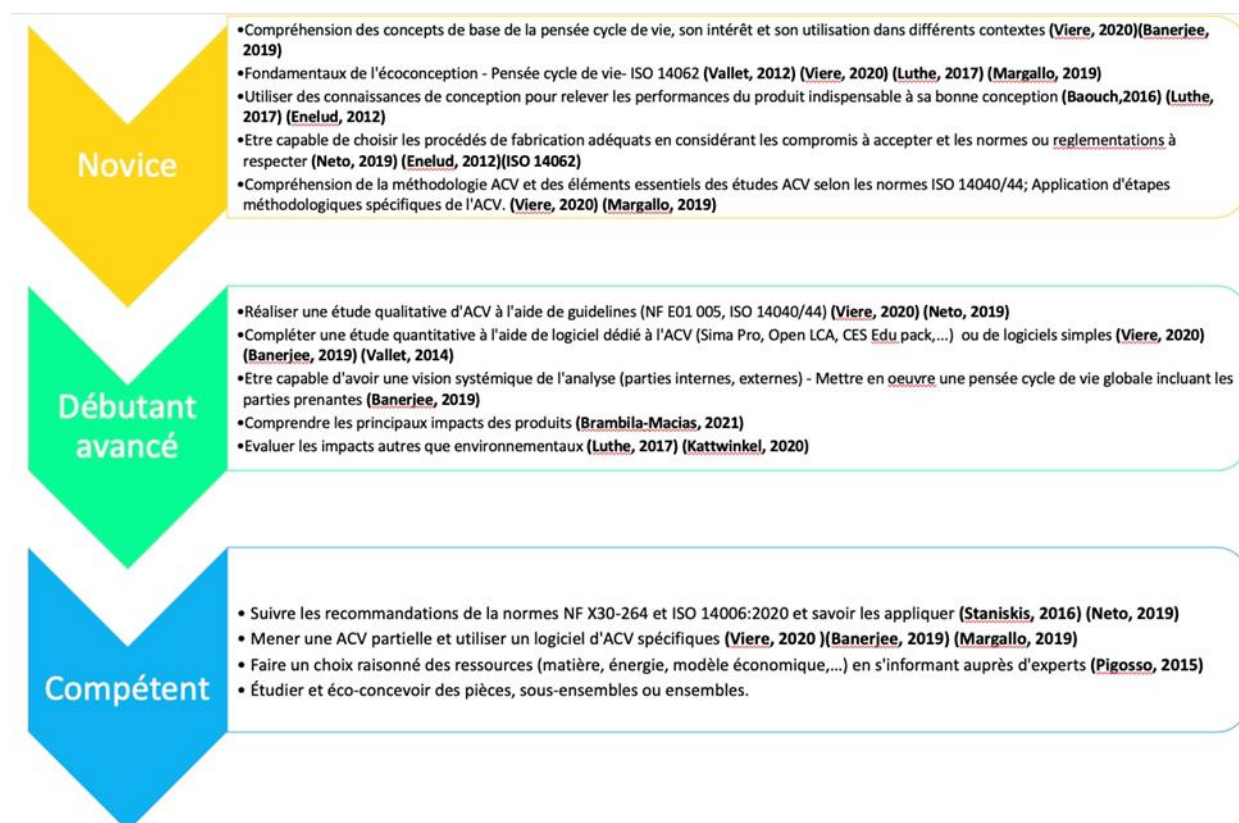 Novice
•Compréhension des concepts de base de la pensée cycle de vie, son intérêt et son utilisation dans différents contextes (Viere, 2020)(Banerjee,
2019)
•Fondamentaux de l'écoconception - Pensée cycle de vie- ISO 14062 (Vallet, 2012) (Viere, 2020) (Luthe, 2017) (Margallo, 2019)
•Utiliser des connaissances de conception pour relever les performances du produit indispensable à sa bonne conception (Baouch,2016) (Luthe,
2017) (Enelud, 2012)
•Etre capable de choisir les procédés de fabrication adéquats en considérant les compromis à accepter et les normes ou reglementations à
respecter (Neto, 2019) (Enelud, 2012)(ISO 14062)
•Compréhension de la méthodologie ACV et des éléments essentiels des études ACV selon les normes ISO 14040/44; Application d'étapes
méthodologiques spécifiques de l'ACV. (Viere, 2020) (Margallo, 2019)
Débutant
avancé
•Réaliser une étude qualitative d'ACV à l'aide de guidelines (NF E01 005, ISO 14040/44) (Viere, 2020) (Neto, 2019)
•Compléter une étude quantitative à l'aide de logiciel dédié à l'ACV (Sima Pro, Open LCA, CES Edu pack,...) ou de logiciels simples (Viere, 2020)
(Banerjee, 2019) (Vallet, 2014)
•Etre capable d'avoir une vision systémique de l'analyse (parties internes, externes) - Mettre en oeuvre une pensée cycle de vie globale incluant les
parties prenantes (Banerjee, 2019)
•Comprendre les principaux impacts des produits (Brambila-Macias, 2021)
•Evaluer les impacts autres que environnementaux (Luthe, 2017) (Kattwinkel, 2020)
Compétent
• Suivre les recommandations de la normes NF X30-264 et ISO 14006:2020 et savoir les appliquer (Staniskis, 2016) (Neto, 2019)
• Mener une ACV partielle et utiliser un logiciel d'ACV spécifiques (Viere, 2020 )(Banerjee, 2019) (Margallo, 2019)
• Faire un choix raisonné des ressources (matière, énergie, modèle économique,...) en s'informant auprès d'experts (Pigosso, 2015)
• Étudier et éco-concevoir des pièces, sous-ensembles ou ensembles.